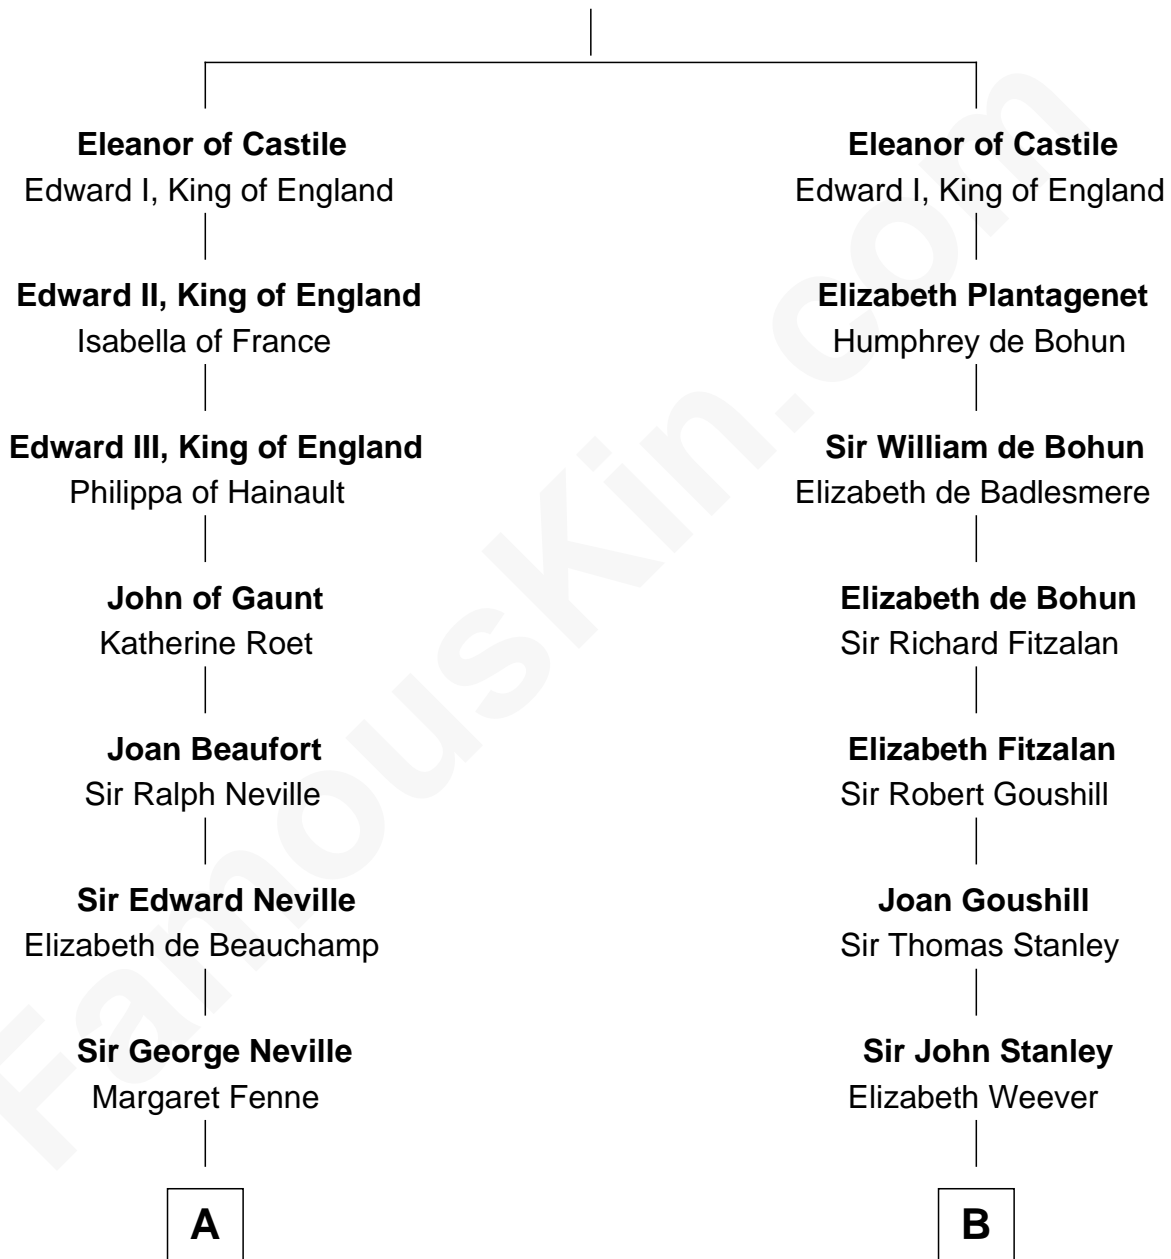 Eleanor of Castile
Edward I, King of England
Edward II, King of England
Isabella of France
Edward III, King of England
Philippa of Hainault
John of Gaunt
Katherine Roet
Joan Beaufort
Sir Ralph Neville
Sir Edward Neville
Elizabeth de Beauchamp
Sir George Neville
Margaret Fenne
A
Eleanor of Castile
Edward I, King of England
Elizabeth Plantagenet
Humphrey de Bohun
Sir William de Bohun
Elizabeth de Badlesmere
Elizabeth de Bohun
Sir Richard Fitzalan
Elizabeth Fitzalan
Sir Robert Goushill
Joan Goushill
Sir Thomas Stanley
Sir John Stanley
Elizabeth Weever
B
FamousKin.com